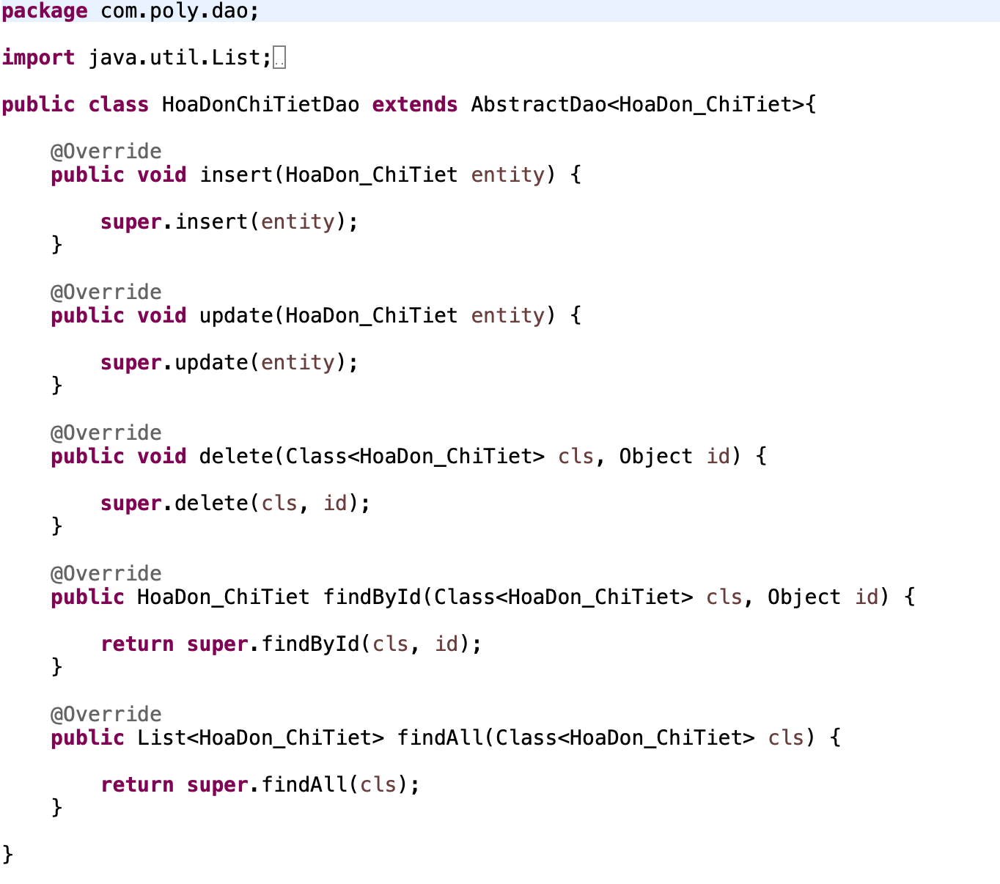 package com.poly.dao;
import java.util.List;
public class HoaDonChiTietDao extends AbstractDao<HoaDon_ChiTiet>{
@Override
public void insert(HoaDon_ChiTiet entity) {
super.insert(entity);
}
@Override
public void update(HoaDon_ChiTiet entity) {
super.update(entity);
}
@Override
public void delete(Class<HoaDon_ChiTiet> cls, Object id) {
super.delete(cls, id);
}
@Override
public HoaDon_ChiTiet findById(Class<HoaDon_ChiTiet> cls, Object id) {
return super.findById(cls, id);
}
@Override
public List<HoaDon_ChiTiet> findAll(Class<HoaDon_ChiTiet> cls) {
return super.findAll(cls);
}
}